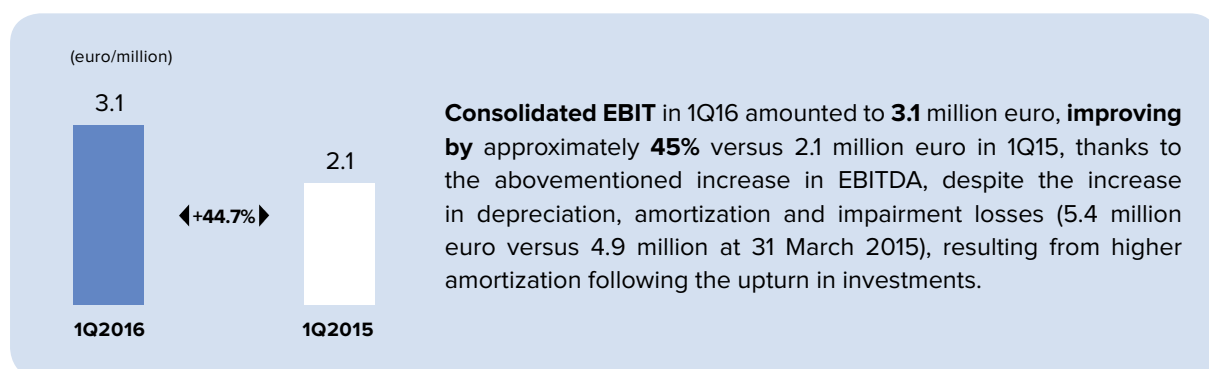 (euro/million)
3.1
2.1
+44.7%
1Q2016
1Q2015
Consolidated EBIT in 1Q16 amounted to 3.1 million euro, improving
by approximately 45% versus 2.1 million euro in 1Q15, thanks to
the abovementioned increase in EBITDA, despite the increase
in depreciation, amortization and impairment losses (5.4 million
euro versus 4.9 million at 31 March 2015), resulting from higher
amortization following the upturn in investments.